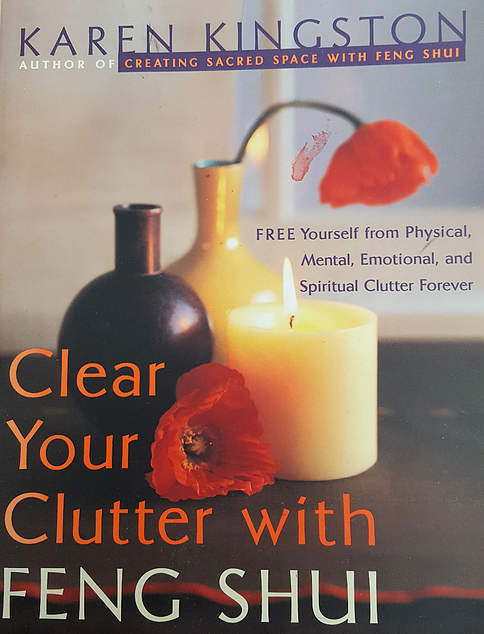 KAREN KINGSTON
AUTHOR OF CREATING SACRED SPACE WITH FENG SHUI
FREE Yourself from Physical,
Mental, Emotional, and
Spiritual Clutter Forever
Clear
Your
Clutter with
FENG SHUI